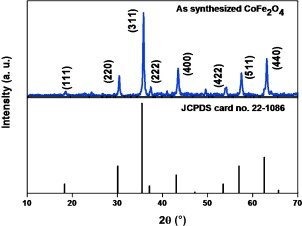 As synthesized CoFe2O4
(111)
(220)
(311)
(222)
(400)
(422)
(511)
(440)
Intensity (a. u.)
JCPDS card no. 22-1086
10 20 30 40 50 60 70
2θ (°)